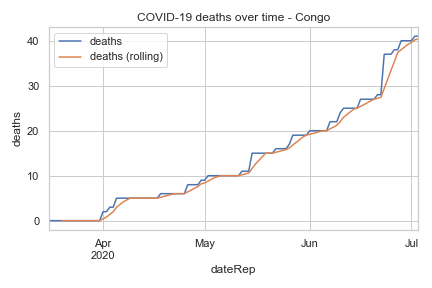 COVID-19 deaths over time - Congo
deaths
deaths (rolling)
40
30
20
10
0
deaths
Apr
2020
May
Jun
Jul
dateRep